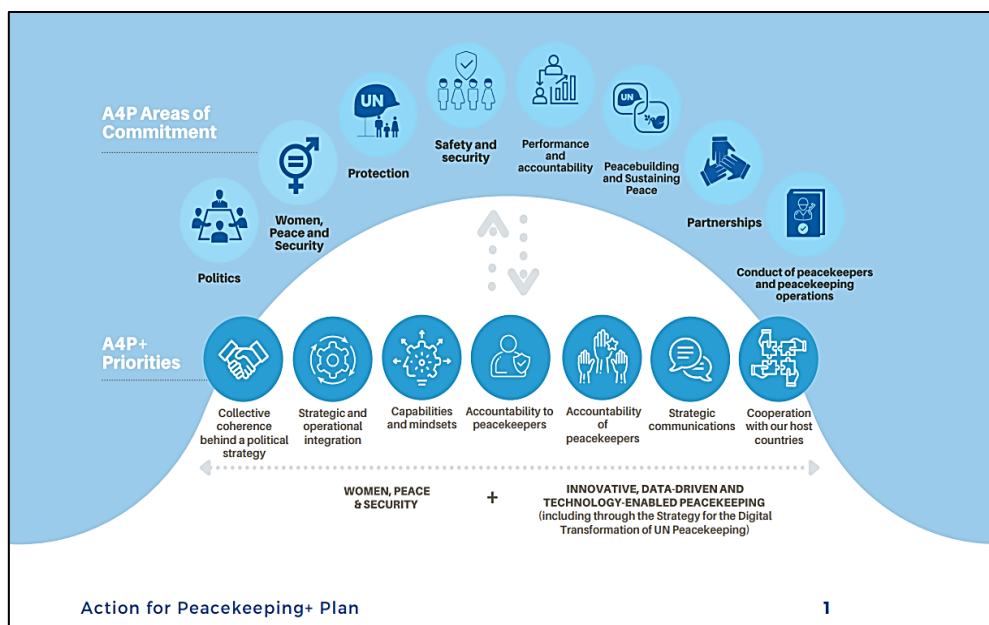 A4P Areas of
Commitment
UN
UN
Politics
Women,
Peace and
Security
Protection
Safety and
security
Performance
and
accountability
Peacebuilding
and Sustaining
Peace
Partnerships
Conduct of peacekeepers
and peacekeeping
operations
A4P+
Priorities
Collective
coherence
behind a political
strategy
Strategic and
operational
integration
Capabilities
and mindsets
Accountability to
peacekeepers
Accountability
of
peacekeepers
Strategic
communications
Cooperation
with our host
countries
WOMEN, PEACE
& SECURITY
+
INNOVATIVE, DATA-DRIVEN AND
TECHNOLOGY-ENABLED PEACEKEEPING
(including through the Strategy for the Digital
Transformation of UN Peacekeeping)
Action for Peacekeeping+ Plan
1